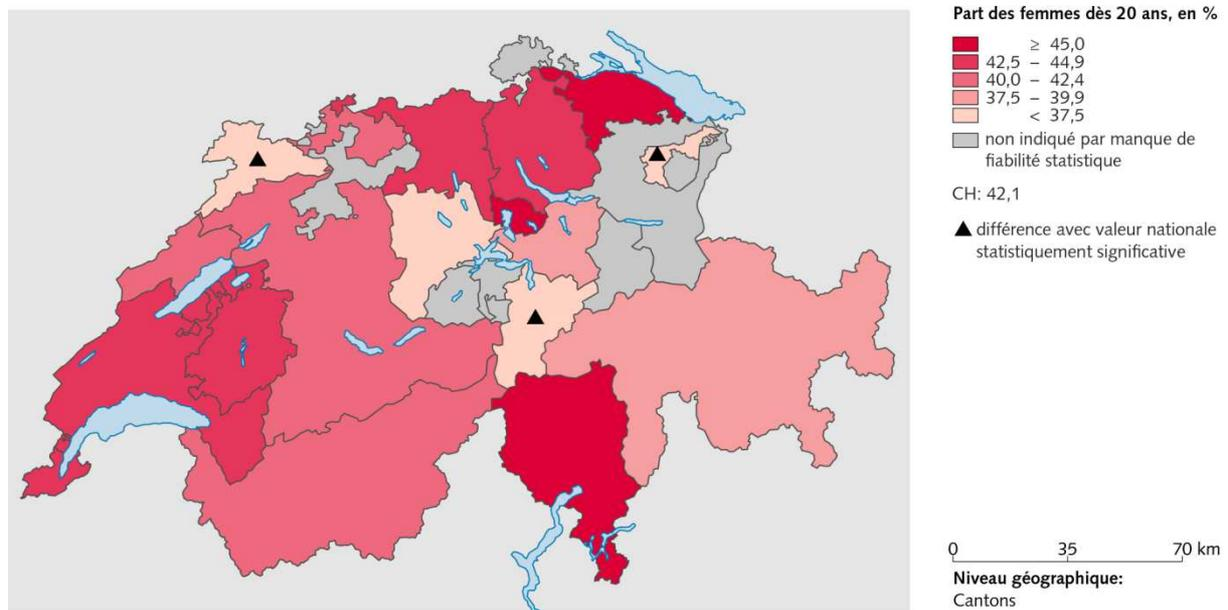 Part des femmes dès 20 ans, en %
≥ 45,0
42,5 – 44,9
40,0 – 42,4
37,5 – 39,9
< 37,5
non indiqué par manque de
fiabilité statistique
CH: 42,1
▲ différence avec valeur nationale
statistiquement significative
0 35 70 km
Niveau géographique:
Cantons